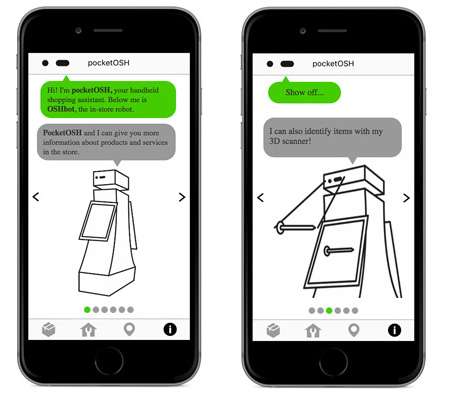 pocketOSH
Hi! I'm pocketOSH, your handheld
shopping assistant. Below me is
OSHbot, the in-store robot.
PocketOSH and I can give you more
information about products and services
in the store.
i
pocketOSH
Show off...
I can also identify items with my
3D scanner!
i